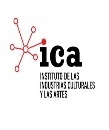 ica
INSTITUTO DE LAS
INDUSTRIAS CULTURALES
Y LAS ARTES